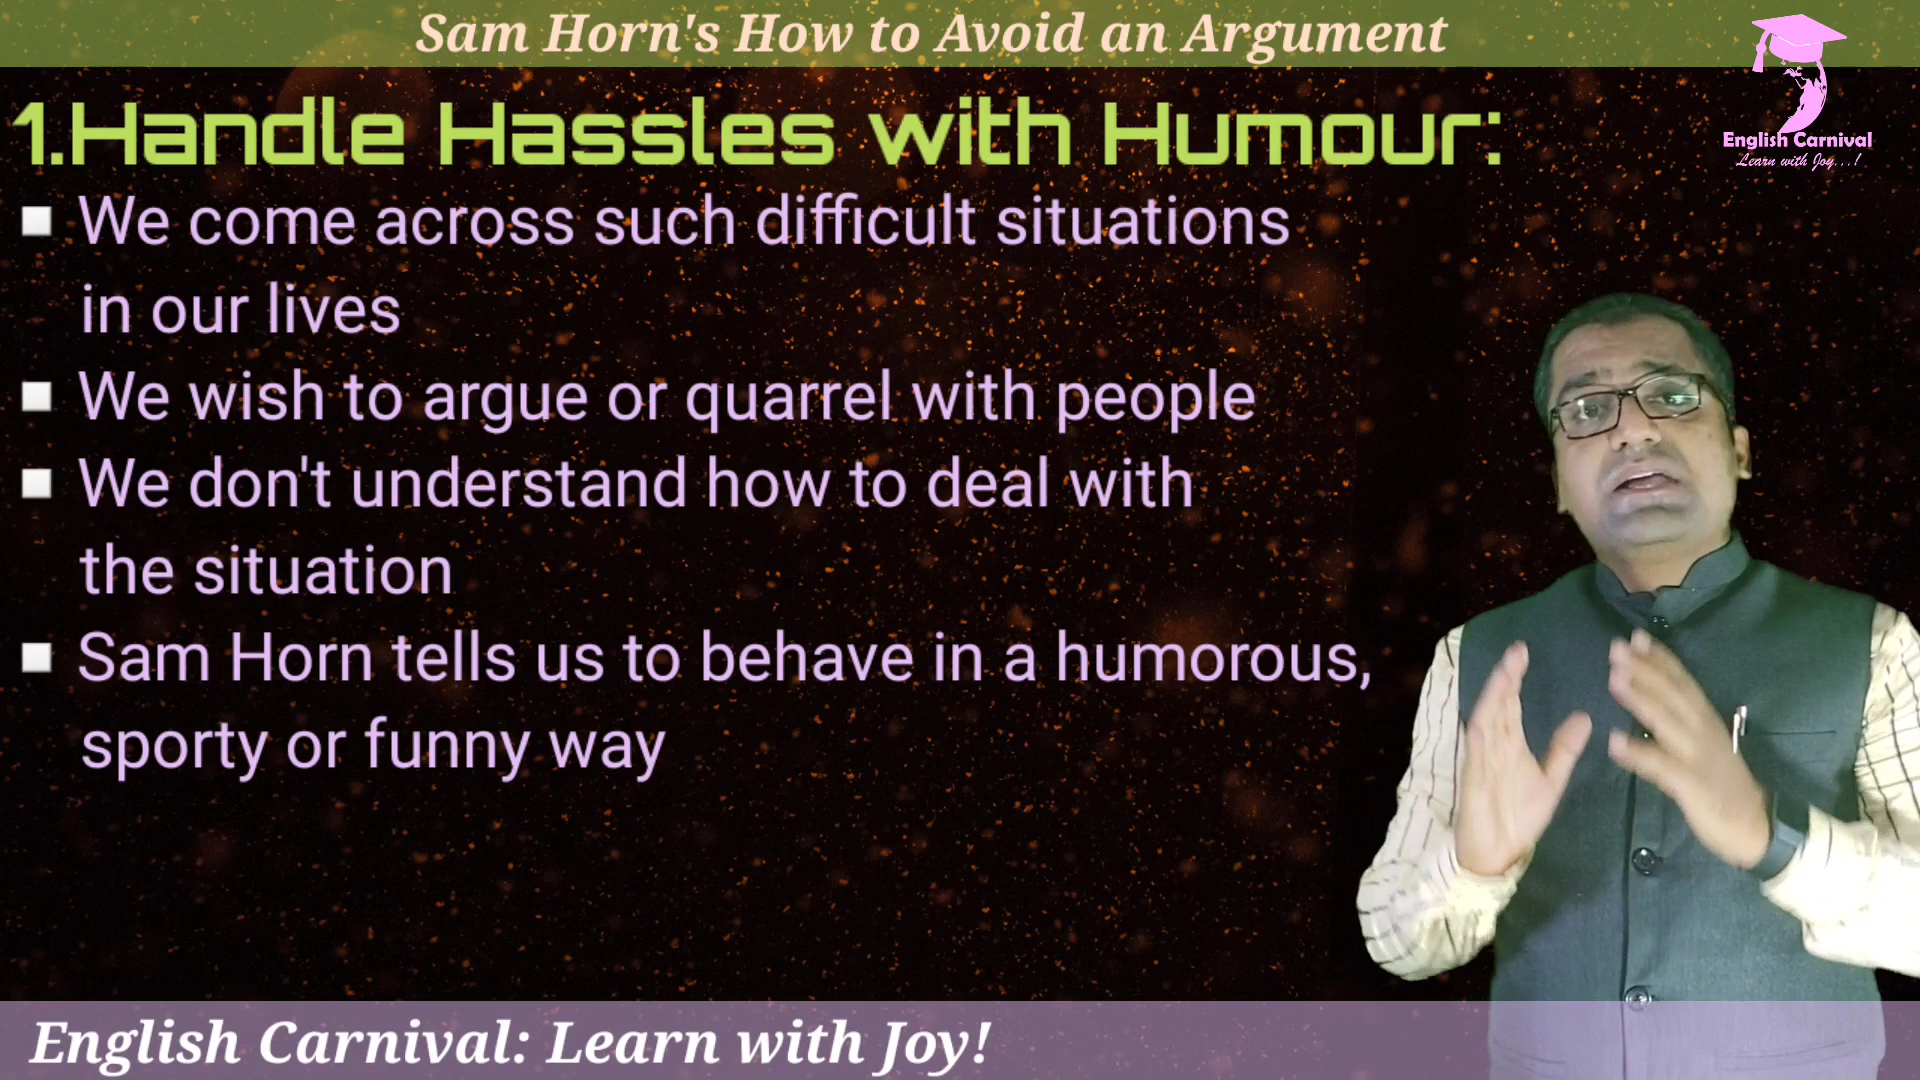 Sam Horn's How to Avoid an Argument
English Carnival
Learn with Joy...!
1.Handle Hassles with Humour:
We come across such difficult situations
in our lives
We wish to argue or quarrel with people
We don't understand how to deal with
the situation
Sam Horn tells us to behave in a humorous,
sporty or funny way
English Carnival: Learn with Joy!